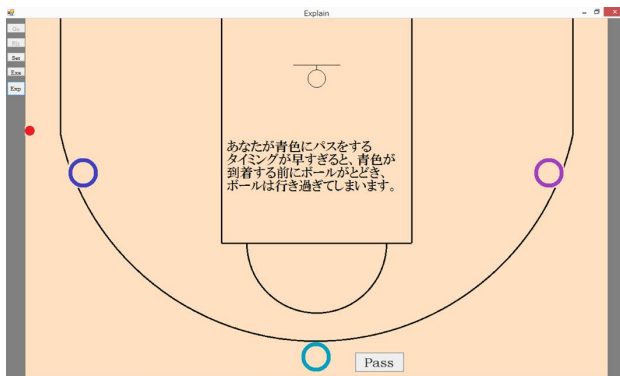 Explain
Set
Exe
Exp
あなたが青色にパスをする
タイミングが早すぎると、青色が
到着する前にボールがとどき、
ボールは行き過ぎてしまいます。
Pass